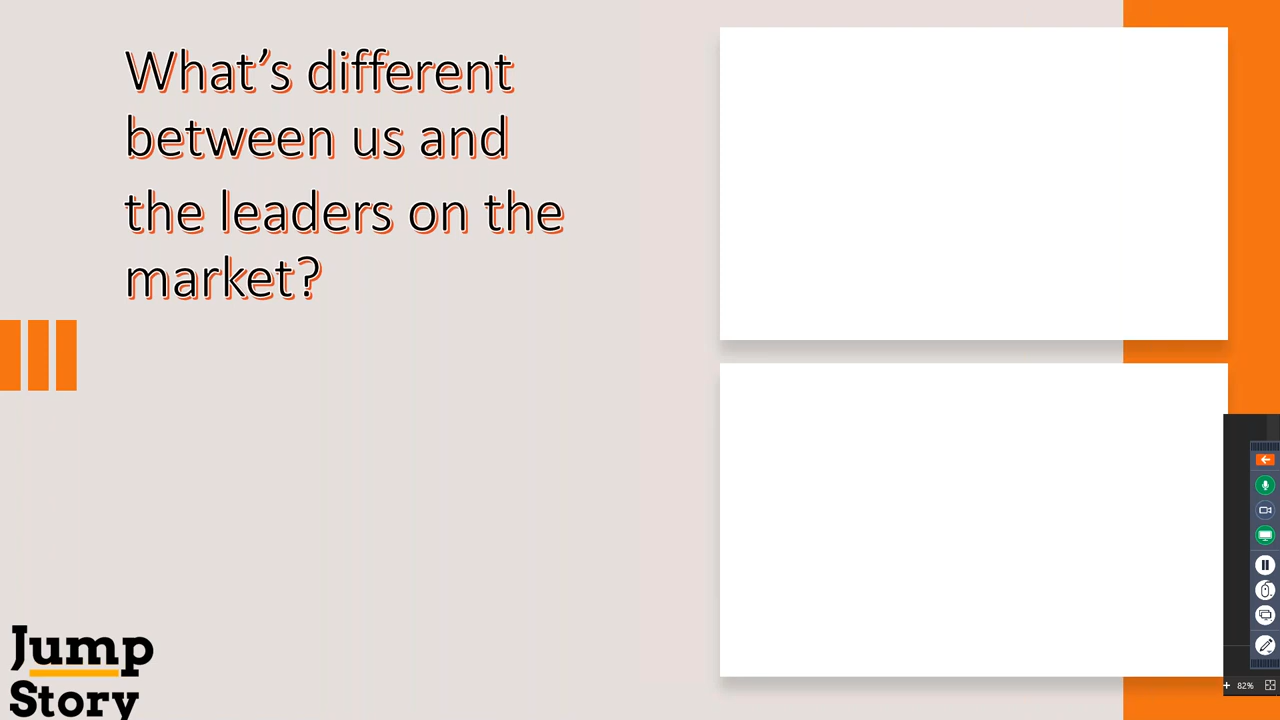 What’s different
between us and
the leaders on the
market?
Jump
Story
82%